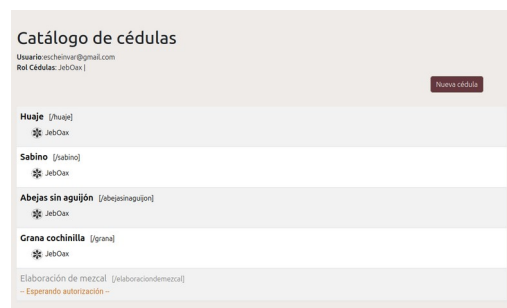 Catálogo de cédulas
Usuario:escheinvar@gmail.com
Rol Cédulas: JebOax |
Nueva cédula
Huaje [/huaje]
JebOax
Sabino [/sabino]
JebOax
Abejas sin aguijón [/abejasinaguijon]
JebOax
Grana cochinilla [/grana]
JebOax
Elaboración de mezcal [/elaboraciondemezcal]
-- Esperando autorización --